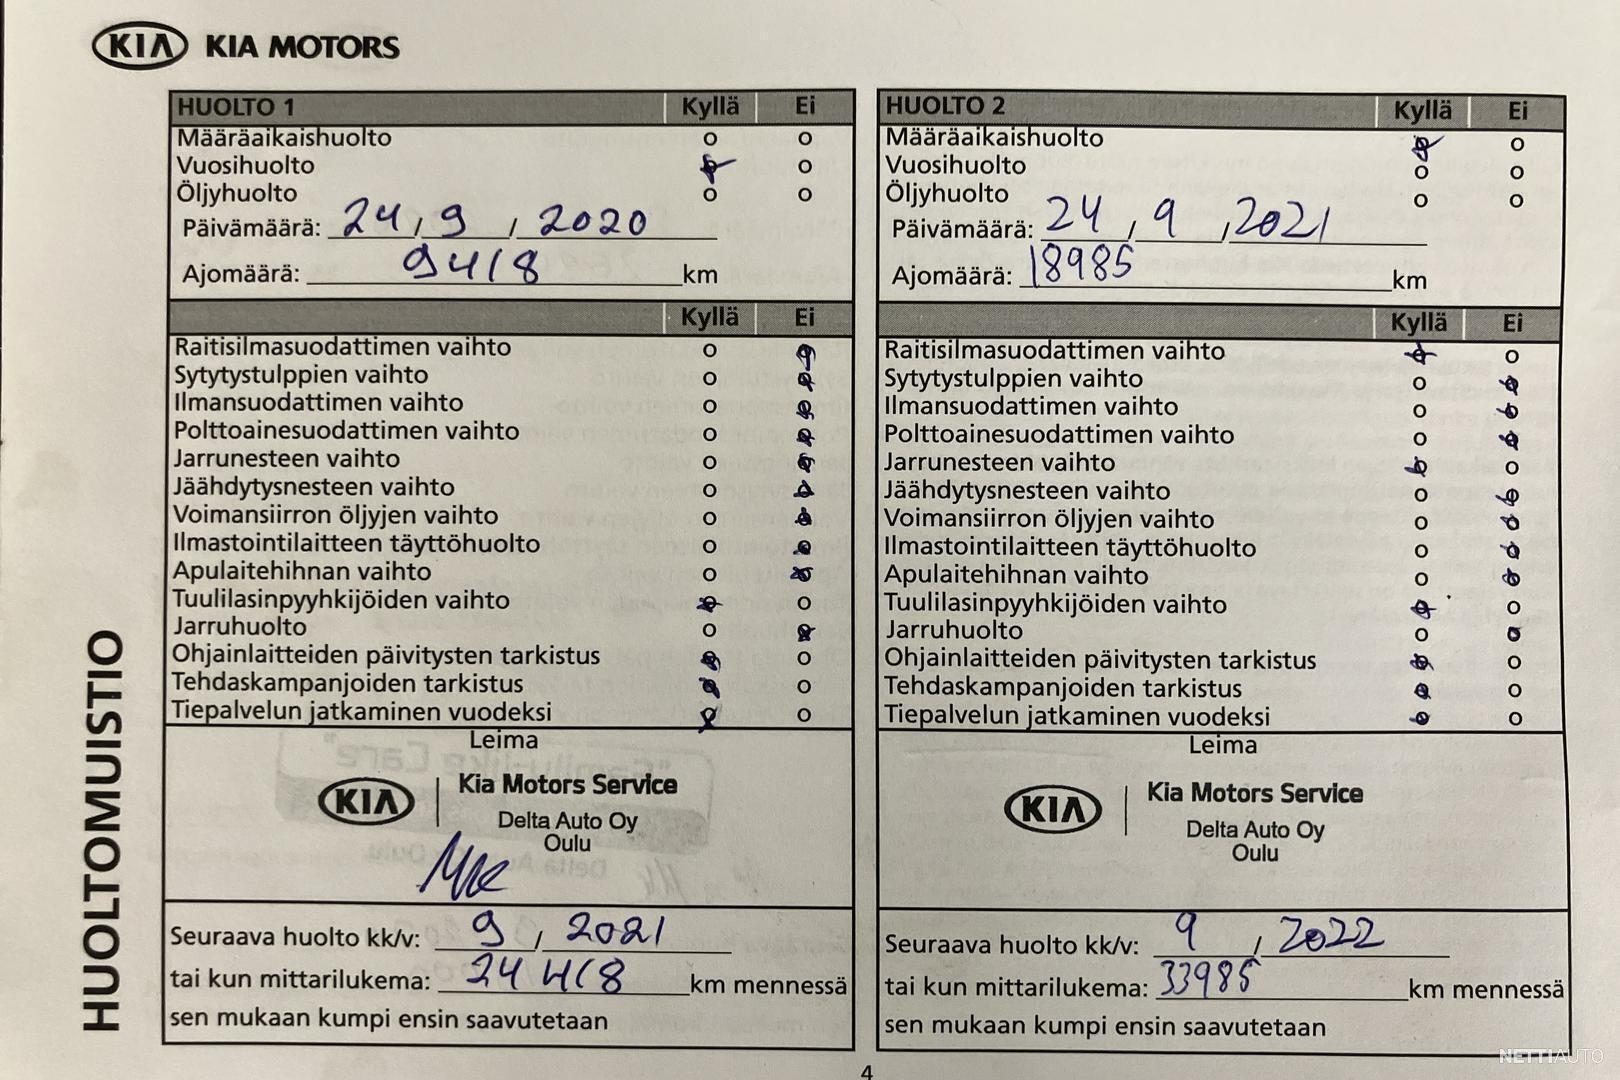 KIA KIA MOTORS
HUOLTOMUISTIO
HUOLTO 1 Kyllä Ei
Määräaikaishuolto
Vuosihuolto
Öljyhuolto
Päivämäärä: 24 / 9 / 2020
Ajomäärä: 9418 km
Kyllä Ei
Raitisilmasuodattimen vaihto
Sytytystulppien vaihto
Ilmansuodattimen vaihto
Polttoainesuodattimen vaihto
Jarrunesteen vaihto
Jäähdytysnesteen vaihto
Voimansiirron öljyjen vaihto
Ilmastointilaitteen täyttöhuolto
Apulaitehihnan vaihto
Tuulilasinpyyhkijöiden vaihto
Jarruhuolto
Ohjainlaitteiden päivitysten tarkistus
Tehdaskampanjoiden tarkistus
Tiepalvelun jatkaminen vuodeksi
Leima
KIA Kia Motors Service
Delta Auto Oy
Oulu
Seuraava huolto kk/v: 9 / 2021
tai kun mittarilukema: 24418 km mennessä
sen mukaan kumpi ensin saavutetaan
HUOLTO 2 Kyllä Ei
Määräaikaishuolto
Vuosihuolto
Öljyhuolto
Päivämäärä: 24 / 9 / 2021
Ajomäärä: 18985 km
Kyllä Ei
Raitisilmasuodattimen vaihto
Sytytystulppien vaihto
Ilmansuodattimen vaihto
Polttoainesuodattimen vaihto
Jarrunesteen vaihto
Jäähdytysnesteen vaihto
Voimansiirron öljyjen vaihto
Ilmastointilaitteen täyttöhuolto
Apulaitehihnan vaihto
Tuulilasinpyyhkijöiden vaihto
Jarruhuolto
Ohjainlaitteiden päivitysten tarkistus
Tehdaskampanjoiden tarkistus
Tiepalvelun jatkaminen vuodeksi
Leima
KIA Kia Motors Service
Delta Auto Oy
Oulu
Seuraava huolto kk/v: 9 / 2022
tai kun mittarilukema: 33985 km mennessä
sen mukaan kumpi ensin saavutetaan
4
NETTIAUTO